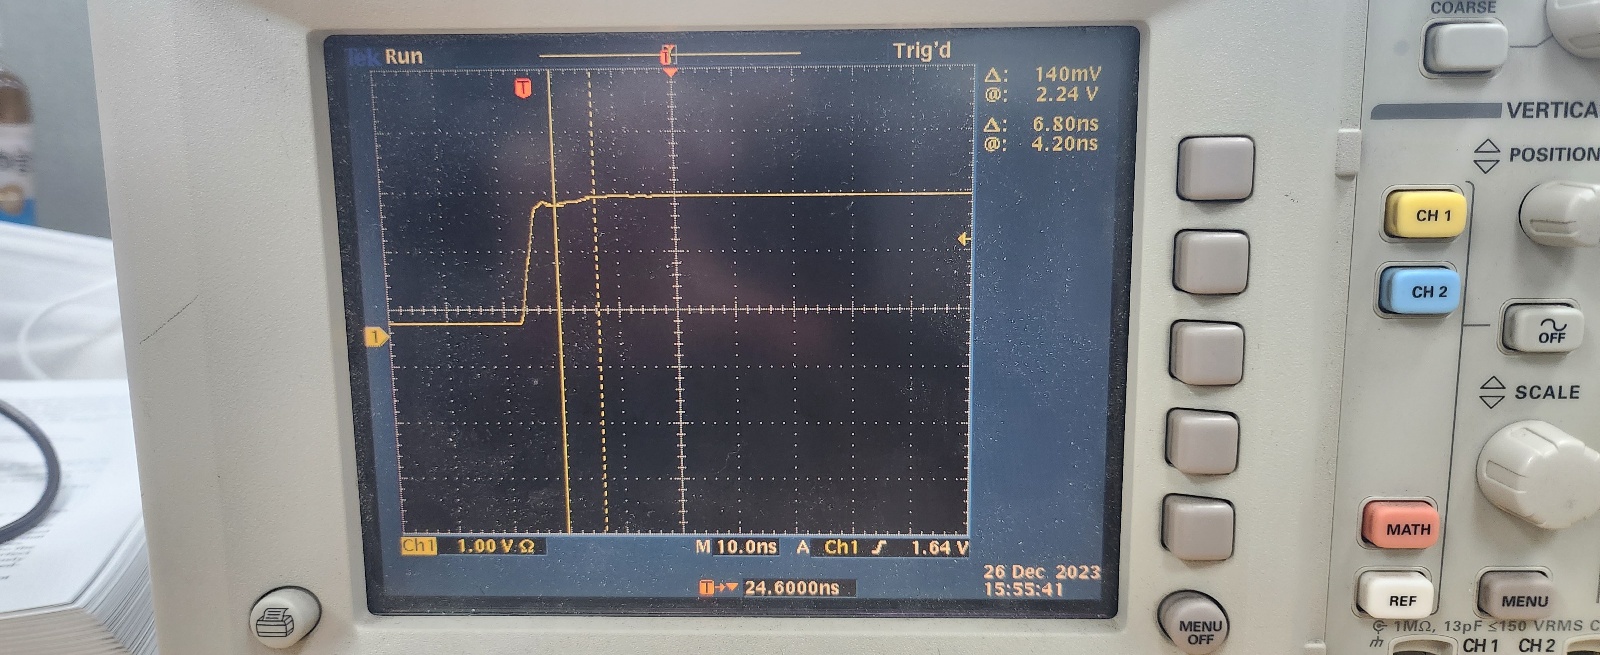 Tek Run
Trig'd
Δ: 140mV
@: 2.24 V
Δ: 6.80ns
@: 4.20ns
T
T
1
Ch1 1.00 V Ω
M 10.0ns A Ch1 1.64 V
T 24.6000ns
26 Dec 2023
15:55:41
MENU
OFF
COARSE
VERTICA
POSITION
CH 1
CH 2
OFF
SCALE
MATH
REF
MENU
1MΩ, 13pF ≤150 VRMS C
CH 1 CH 2